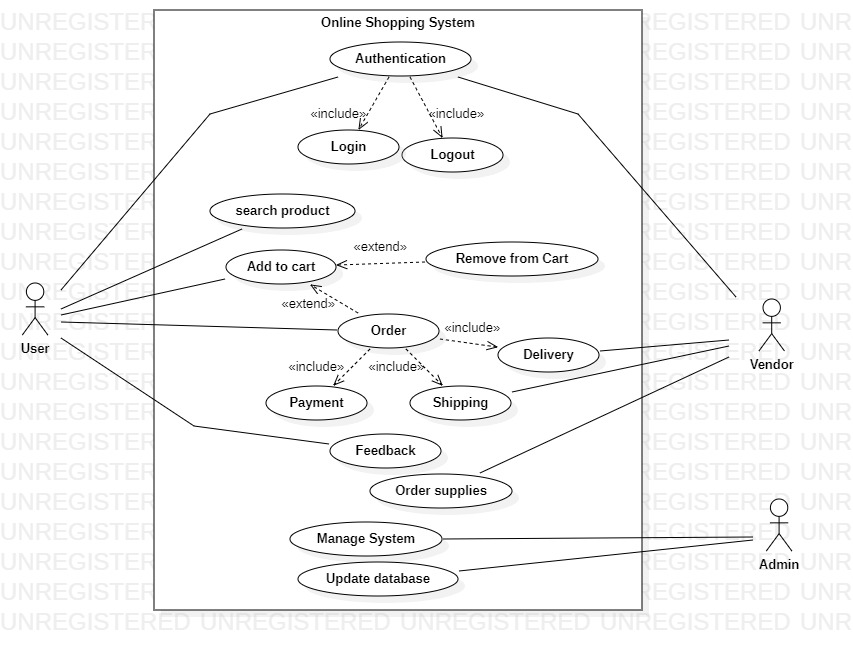 Online Shopping System
Authentication
«include»
«include»
Login
Logout
search product
«extend»
Add to cart
Remove from Cart
«extend»
Order
«include»
User
Delivery
Vendor
«include»
«include»
Payment
Shipping
Feedback
Order supplies
Manage System
Admin
Update database
UNREGISTERED UNREGISTERED UNREGISTERED UNREGISTERED UNR